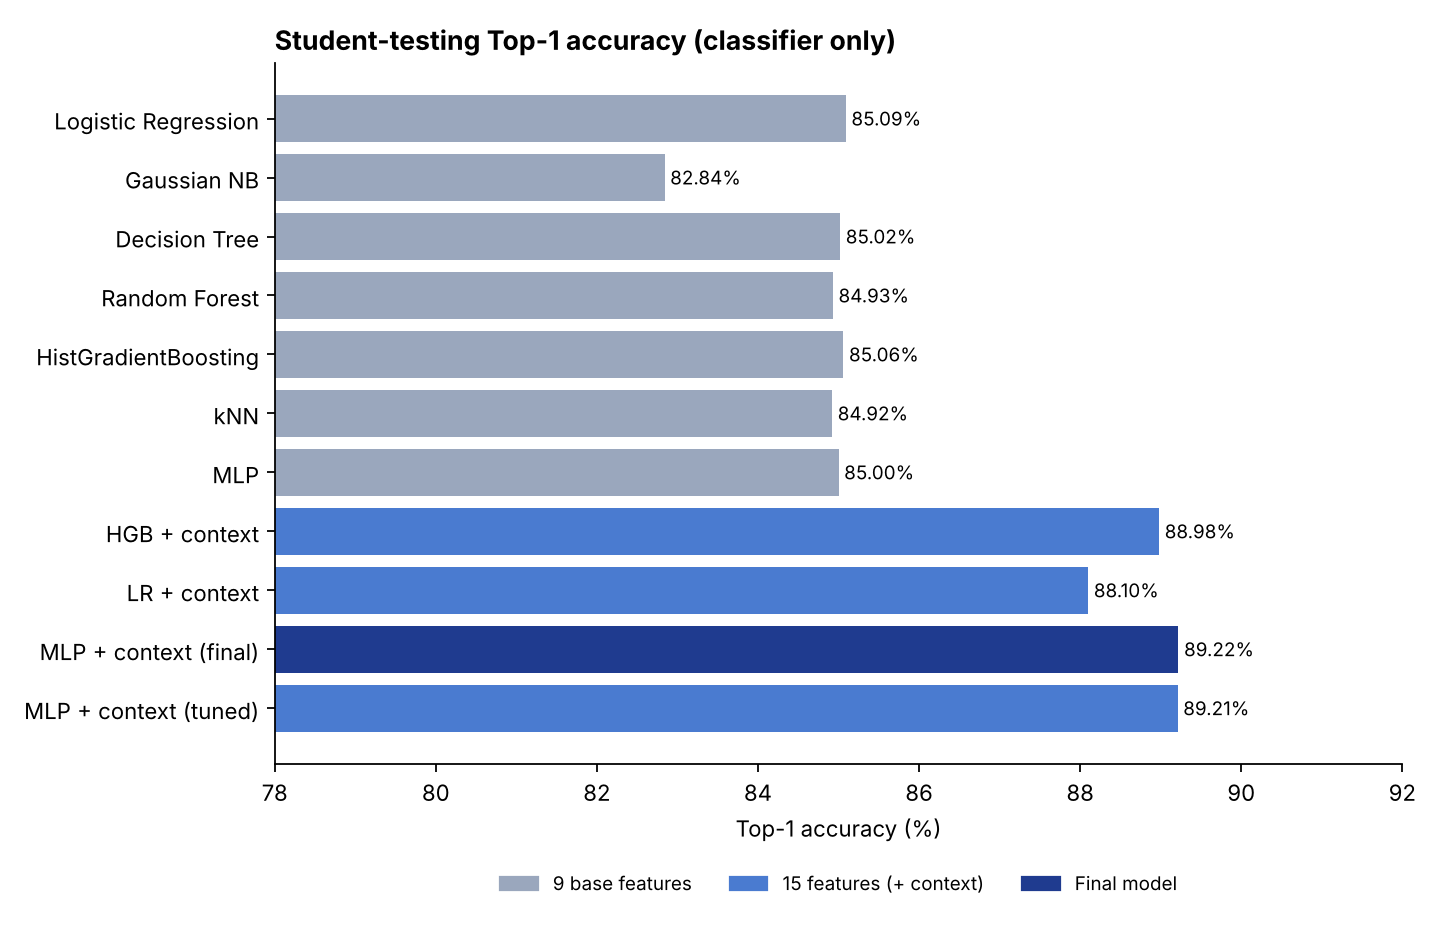 Student-testing Top-1 accuracy (classifier only)
Logistic Regression 85.09%
Gaussian NB 82.84%
Decision Tree 85.02%
Random Forest 84.93%
HistGradientBoosting 85.06%
kNN 84.92%
MLP 85.00%
HGB + context 88.98%
LR + context 88.10%
MLP + context (final) 89.22%
MLP + context (tuned) 89.21%
78 80 82 84 86 88 90 92
Top-1 accuracy (%)
9 base features 15 features (+ context) Final model